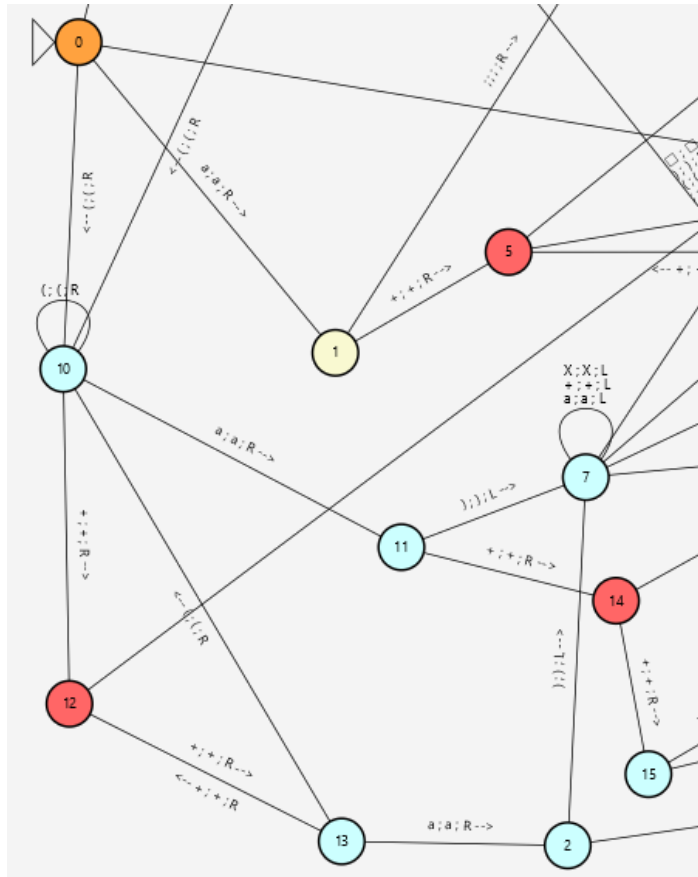 0
<--(;(;R
;;;;R-->
a;a;R-->
<--(;(;R
5
+;+;R-->
<--+;
(;(;R
1
10
X;X;L
+;+;L
a;a;L
7
a;a;R-->
);););L-->
11
+;+;R-->
+;+;R-->
14
<--(;(;R
);););L-->
+;+;R-->
12
+;+;R-->
<--+;+;R
15
a;a;R-->
13
2